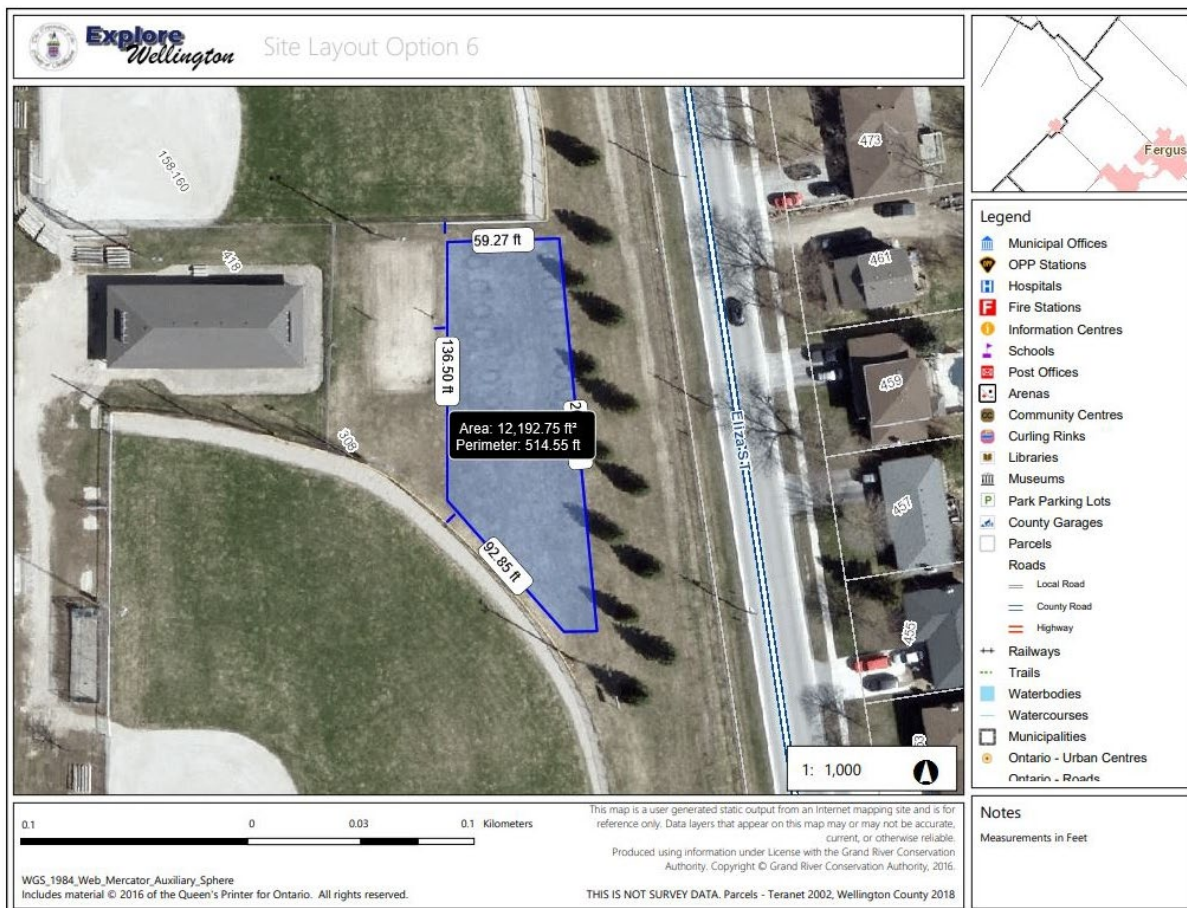 Explore
Wellington
Site Layout Option 6
158-160
418
308
59.27 ft
136.50 ft
2
Area: 12,192.75 ft²
Perimeter: 514.55 ft
92.85 ft
Eliza ST
473
461
459
457
455
1: 1,000
Fergus
Legend
Municipal Offices
OPP
OPP Stations
H
Hospitals
F
Fire Stations
i
Information Centres
Schools
Post Offices
Arenas
CC
Community Centres
Curling Rinks
Libraries
Museums
P
Park Parking Lots
County Garages
Parcels
Roads
Local Road
County Road
Highway
Railways
Trails
Waterbodies
Watercourses
Municipalities
Ontario - Urban Centres
Ontario - Roads
0.1 0 0.03 0.1 Kilometers
WGS_1984_Web_Mercator_Auxiliary_Sphere
Includes material © 2016 of the Queen's Printer for Ontario. All rights reserved.
This map is a user generated static output from an Internet mapping site and is for
reference only. Data layers that appear on this map may or may not be accurate,
current, or otherwise reliable.
Produced using information under License with the Grand River Conservation
Authority. Copyright © Grand River Conservation Authority, 2016.
THIS IS NOT SURVEY DATA. Parcels - Teranet 2002, Wellington County 2018
Notes
Measurements in Feet